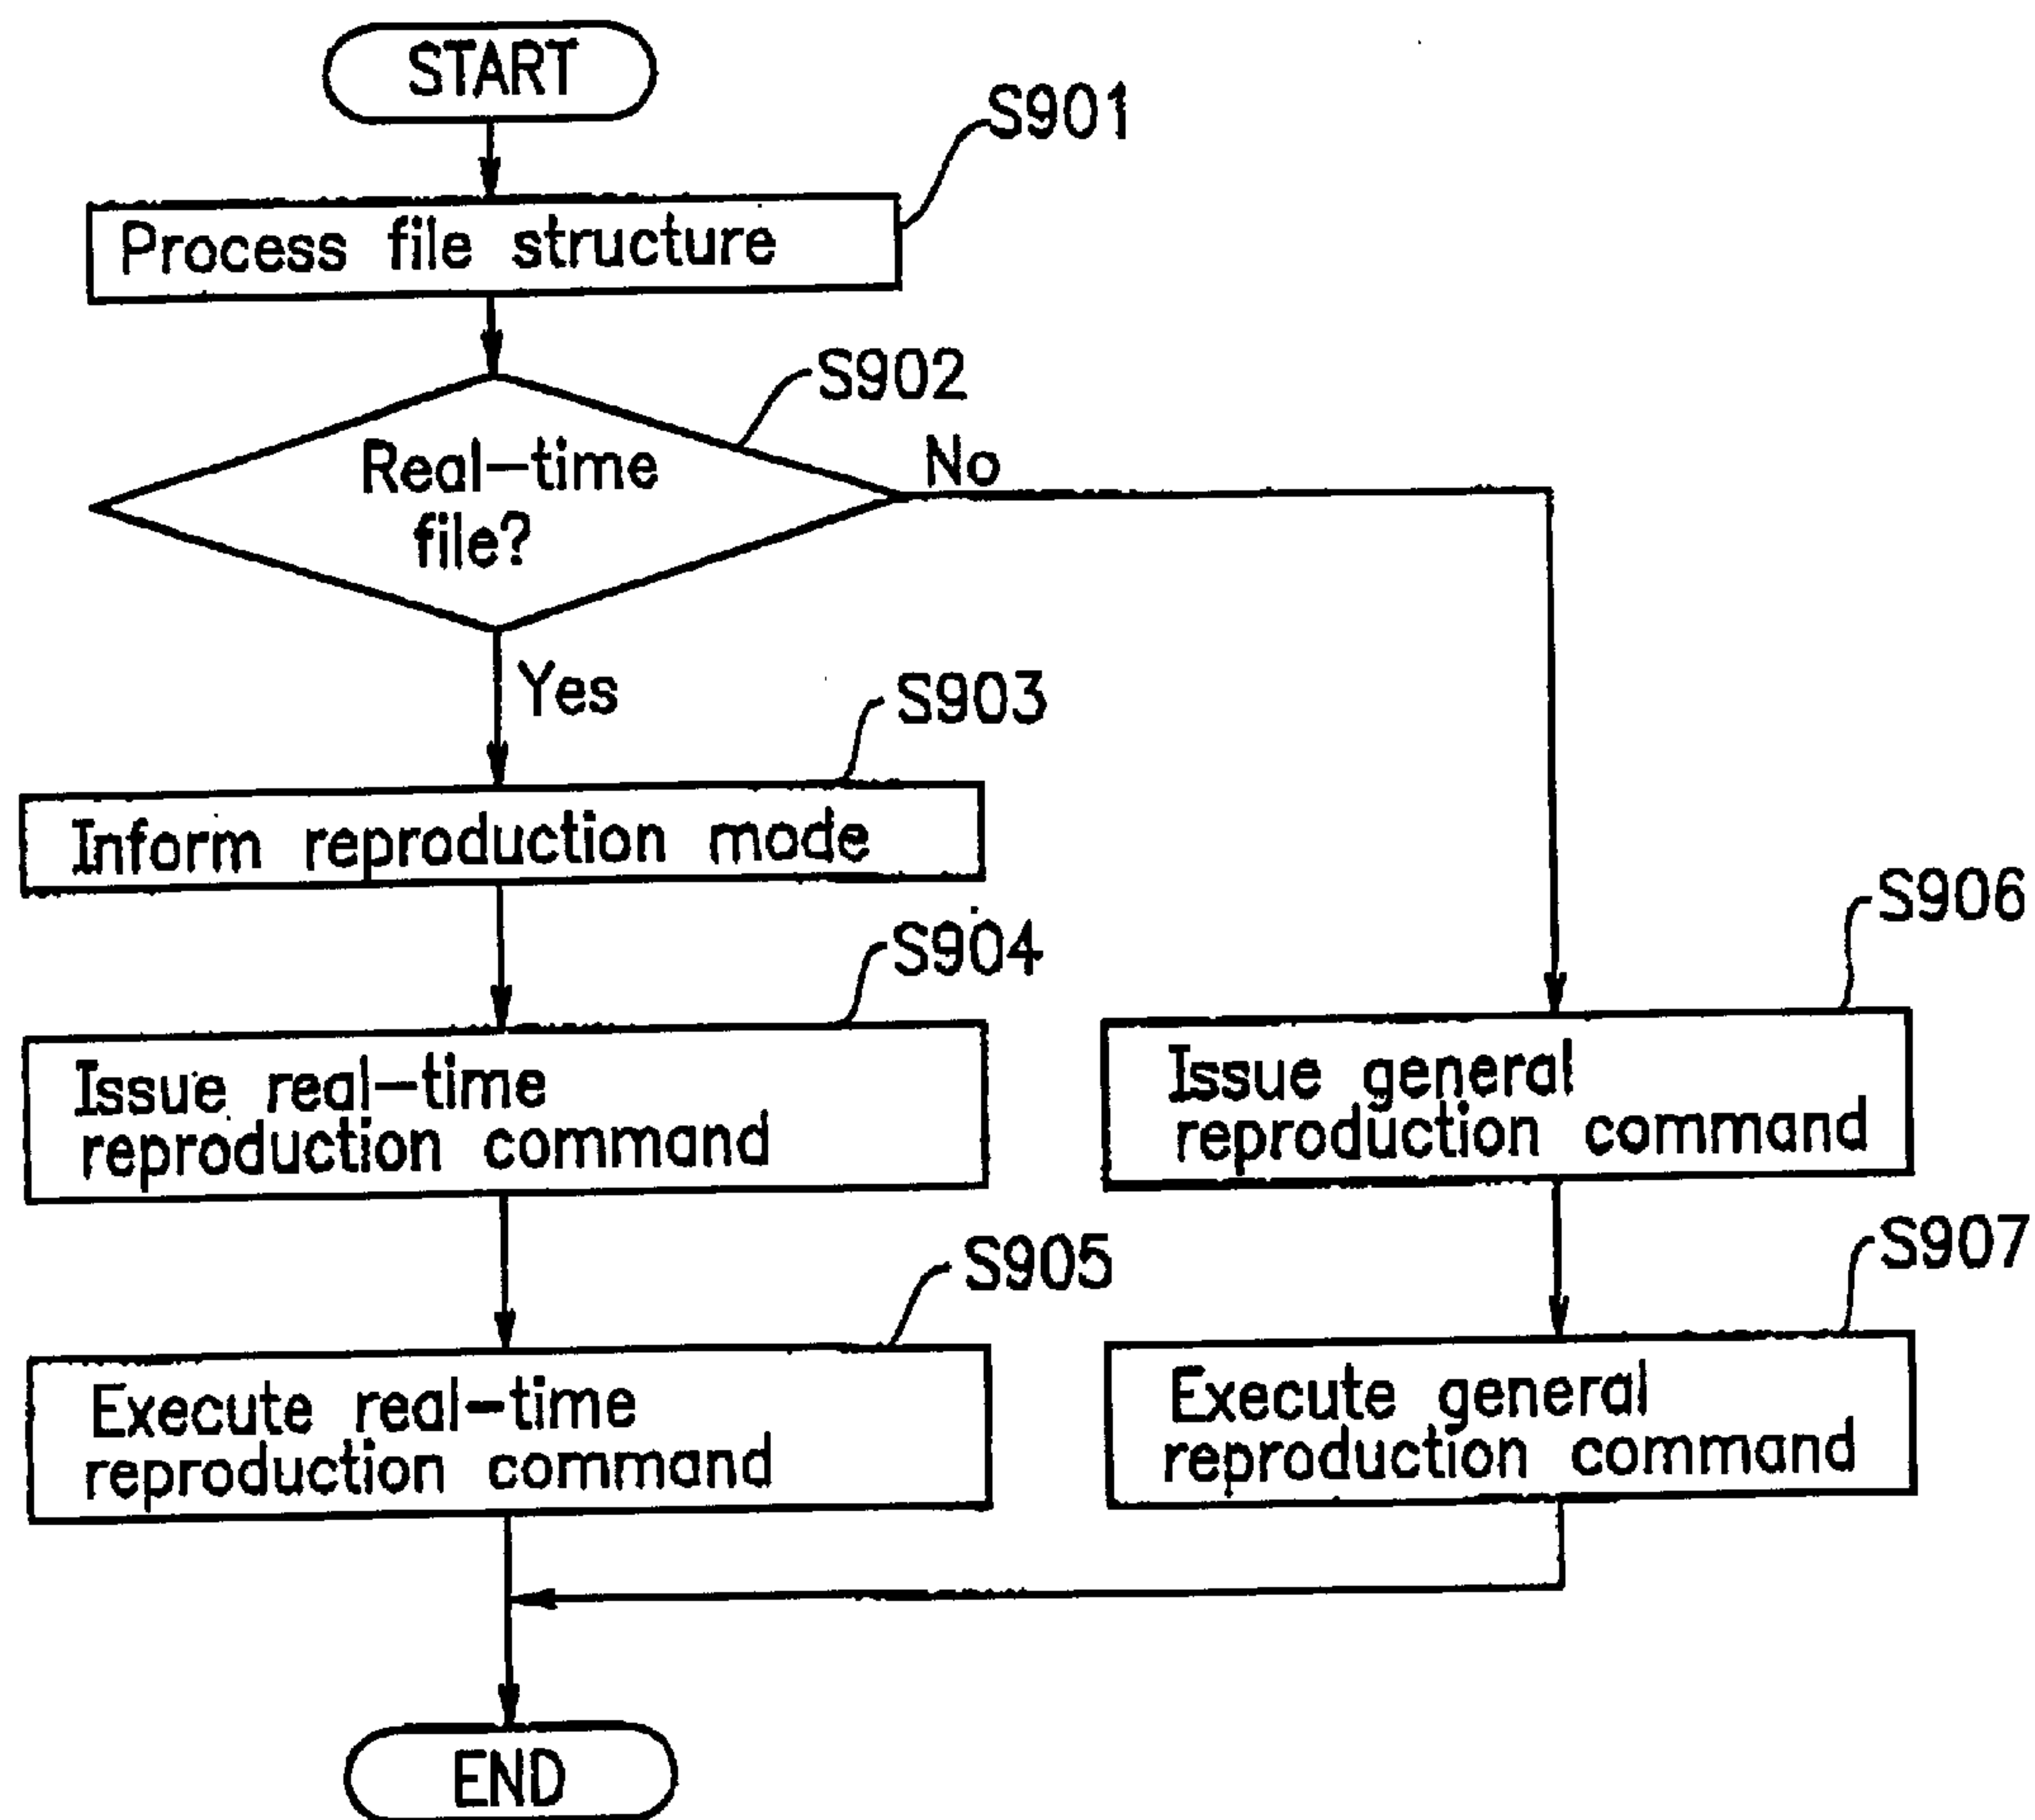 START
S901
Process file structure
S902
Real-time
file?
No
Yes
S903
Inform reproduction mode
S904
Issue real-time
reproduction command
S905
Execute real-time
reproduction command
S906
Issue general
reproduction command
S907
Execute general
reproduction command
END